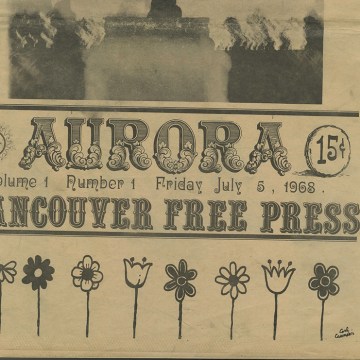 AURORA 15¢
Volume 1 Number 1 Friday July 5, 1968.
VANCOUVER FREE PRESS